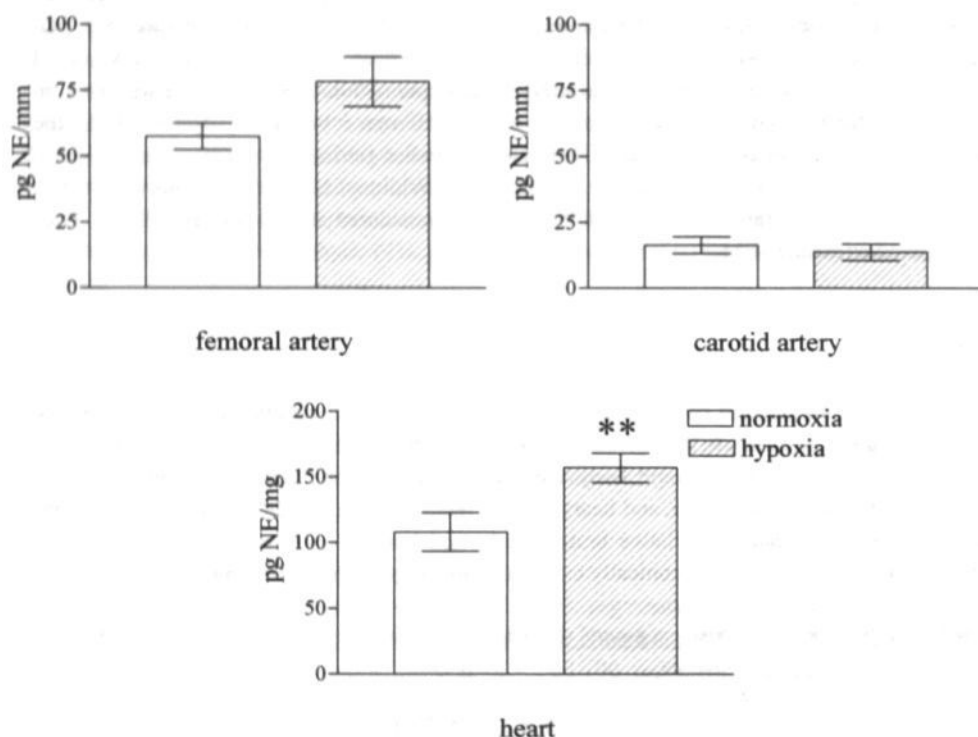 100
75
50
25
0
pg NE/mm
femoral artery
100
75
50
25
0
pg NE/mm
carotid artery
200
150
100
50
0
pg NE/mg
**
normoxia
hypoxia
heart